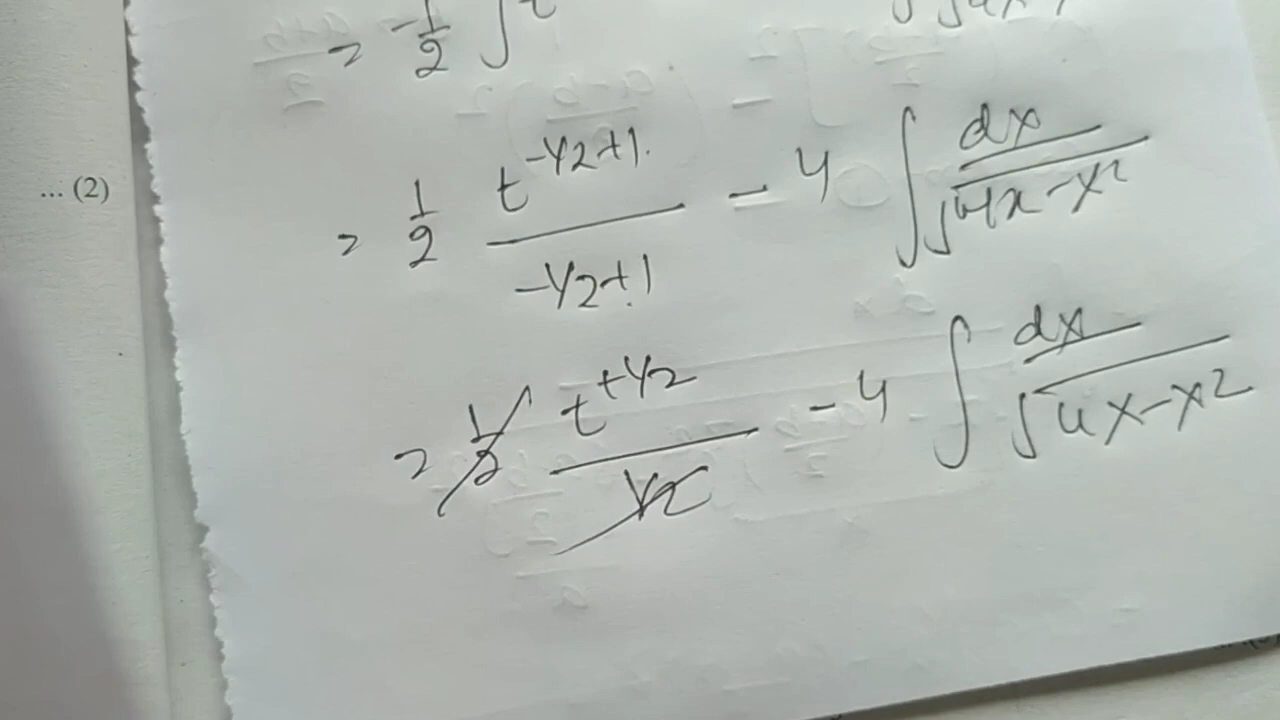 = -1/2 ∫ t
... (2)
= 1/2 t^(-1/2+1) / (-1/2+1) - 4 ∫ dx / √(4x-x²)
= 1/2 t^(+1/2) / (1/2) - 4 ∫ dx / √(4x-x²)